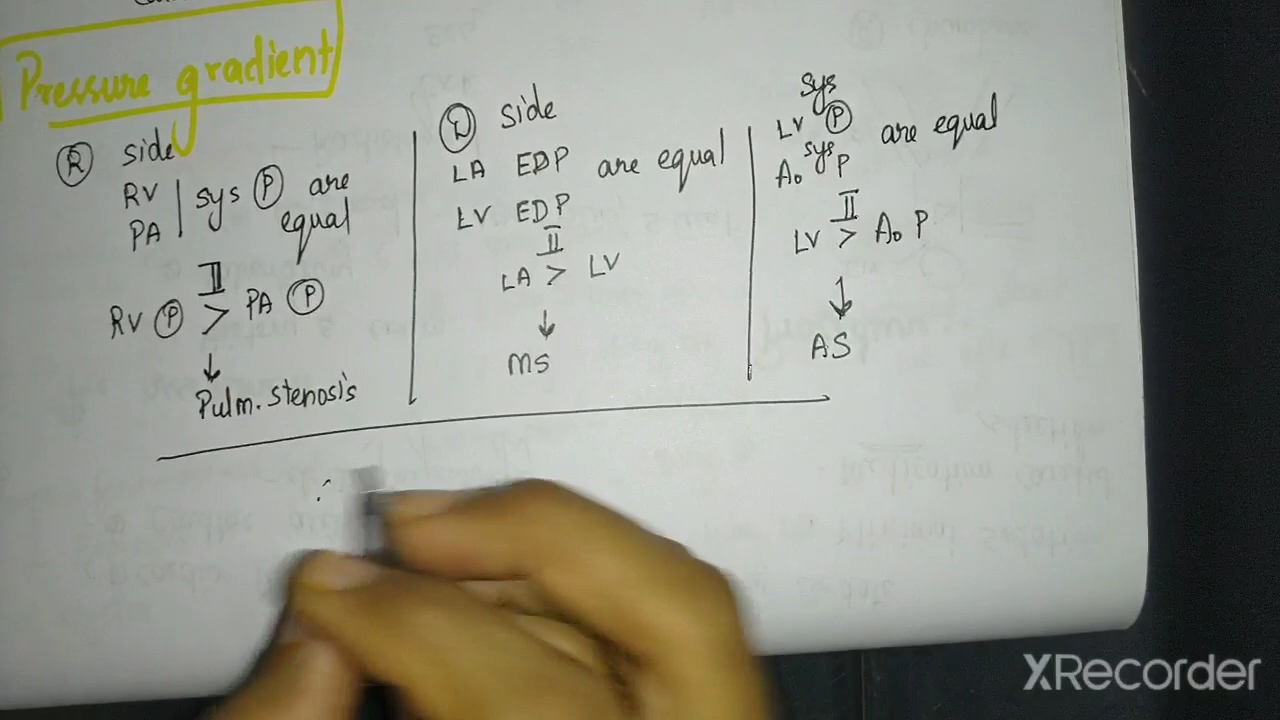 Pressure gradient
Ⓡ side
RV
PA
sys Ⓟ are
equal
II
RV Ⓟ > PA Ⓟ
↓
Pulm. Stenosis
Ⓛ side
LA EDP are equal
LV EDP
II
LA > LV
↓
MS
sys
LV Ⓟ are equal
sys
Ao P
II
LV > Ao P
↓
AS
XRecorder